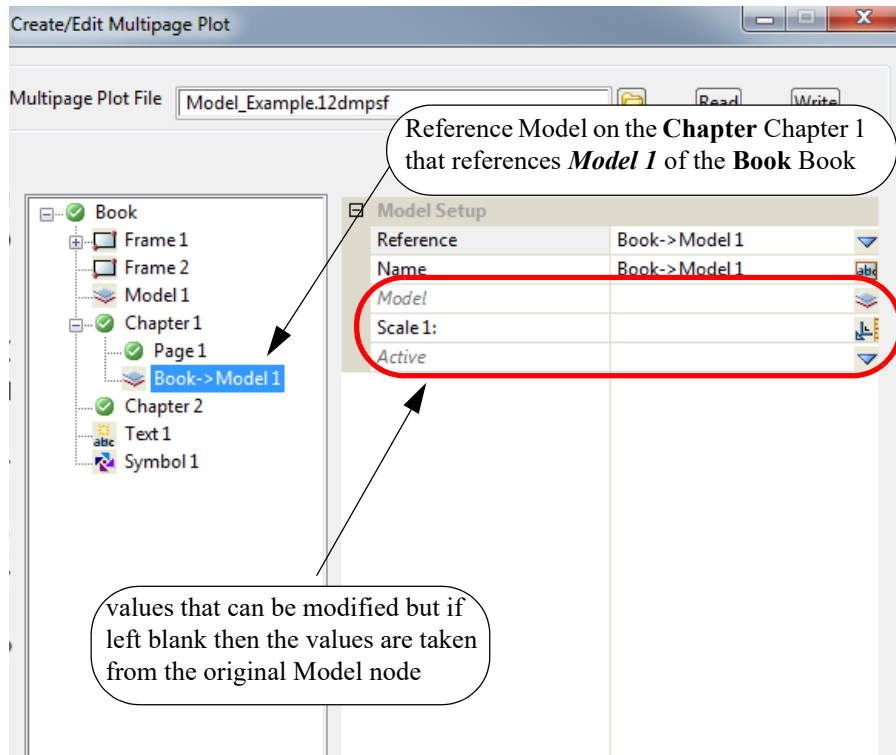 Create/Edit Multipage Plot
Multipage Plot File
Model_Example.12dmpsf
Read
Write
Reference Model on the Chapter Chapter 1
that references Model 1 of the Book Book
Book
Frame 1
Frame 2
Model 1
Chapter 1
Page 1
Book->Model 1
Chapter 2
abc Text 1
Symbol 1
Model Setup
Reference Book->Model 1
Name Book->Model 1 abc
Model
Scale 1:
Active
values that can be modified but if
left blank then the values are taken
from the original Model node